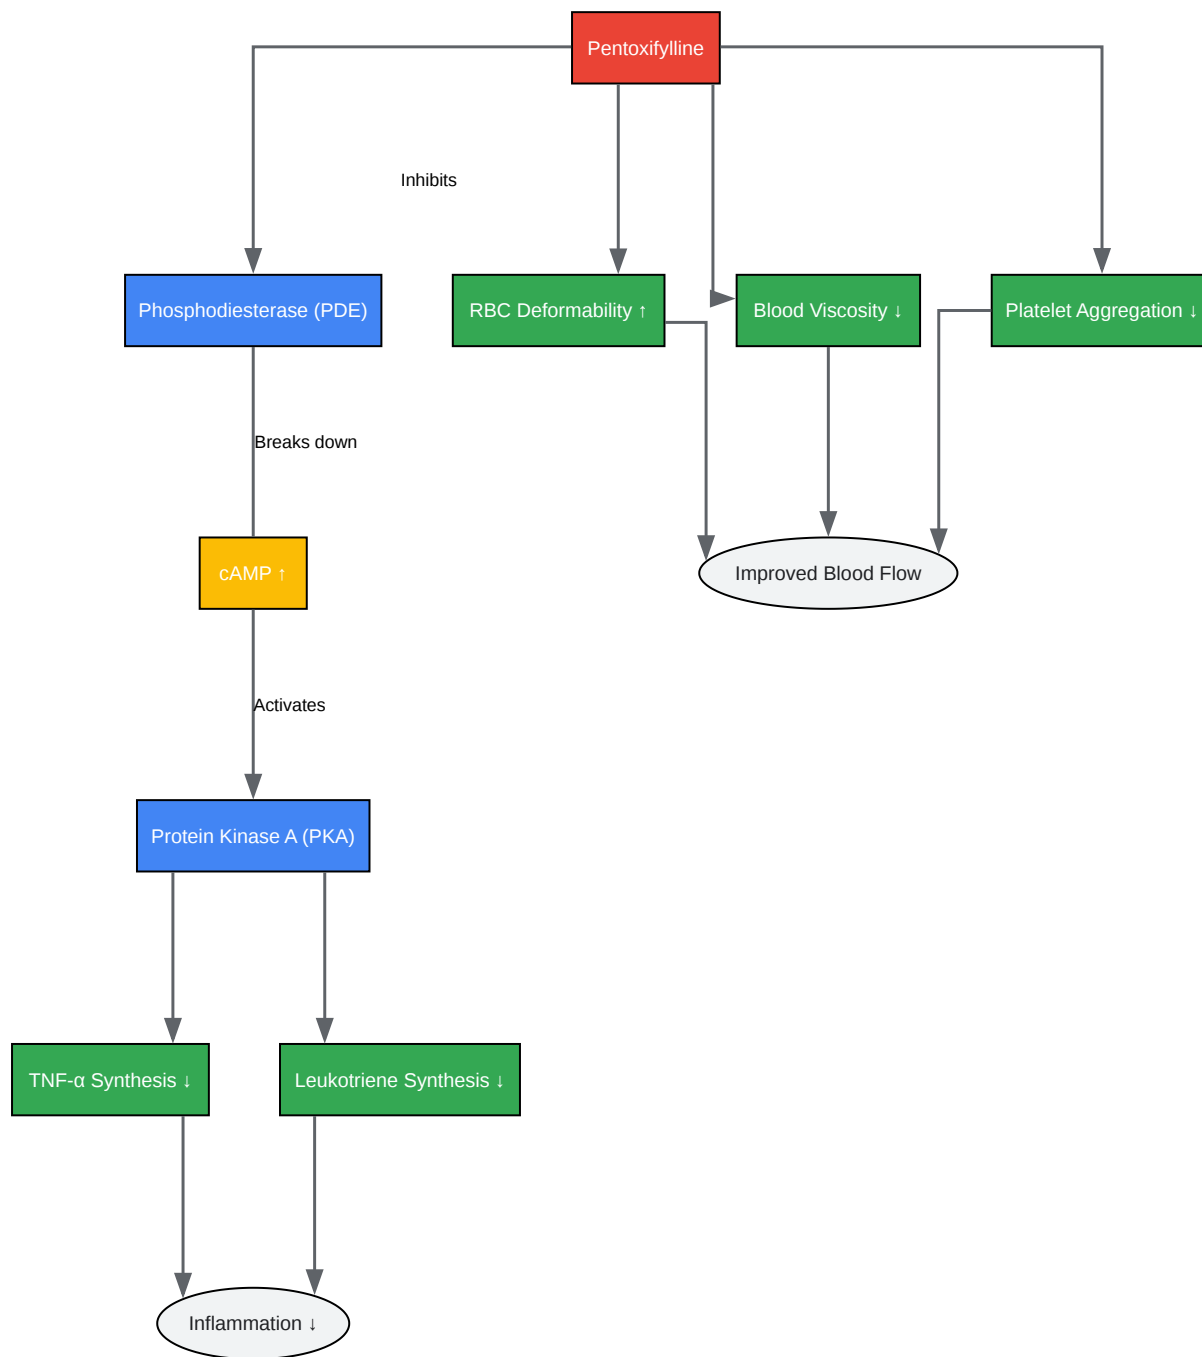 Pentoxifylline
Inhibits
Phosphodiesterase (PDE)
RBC Deformability ↑
Blood Viscosity ↓
Platelet Aggregation ↓
Breaks down
cAMP ↑
Improved Blood Flow
Activates
Protein Kinase A (PKA)
TNF-α Synthesis ↓
Leukotriene Synthesis ↓
Inflammation ↓